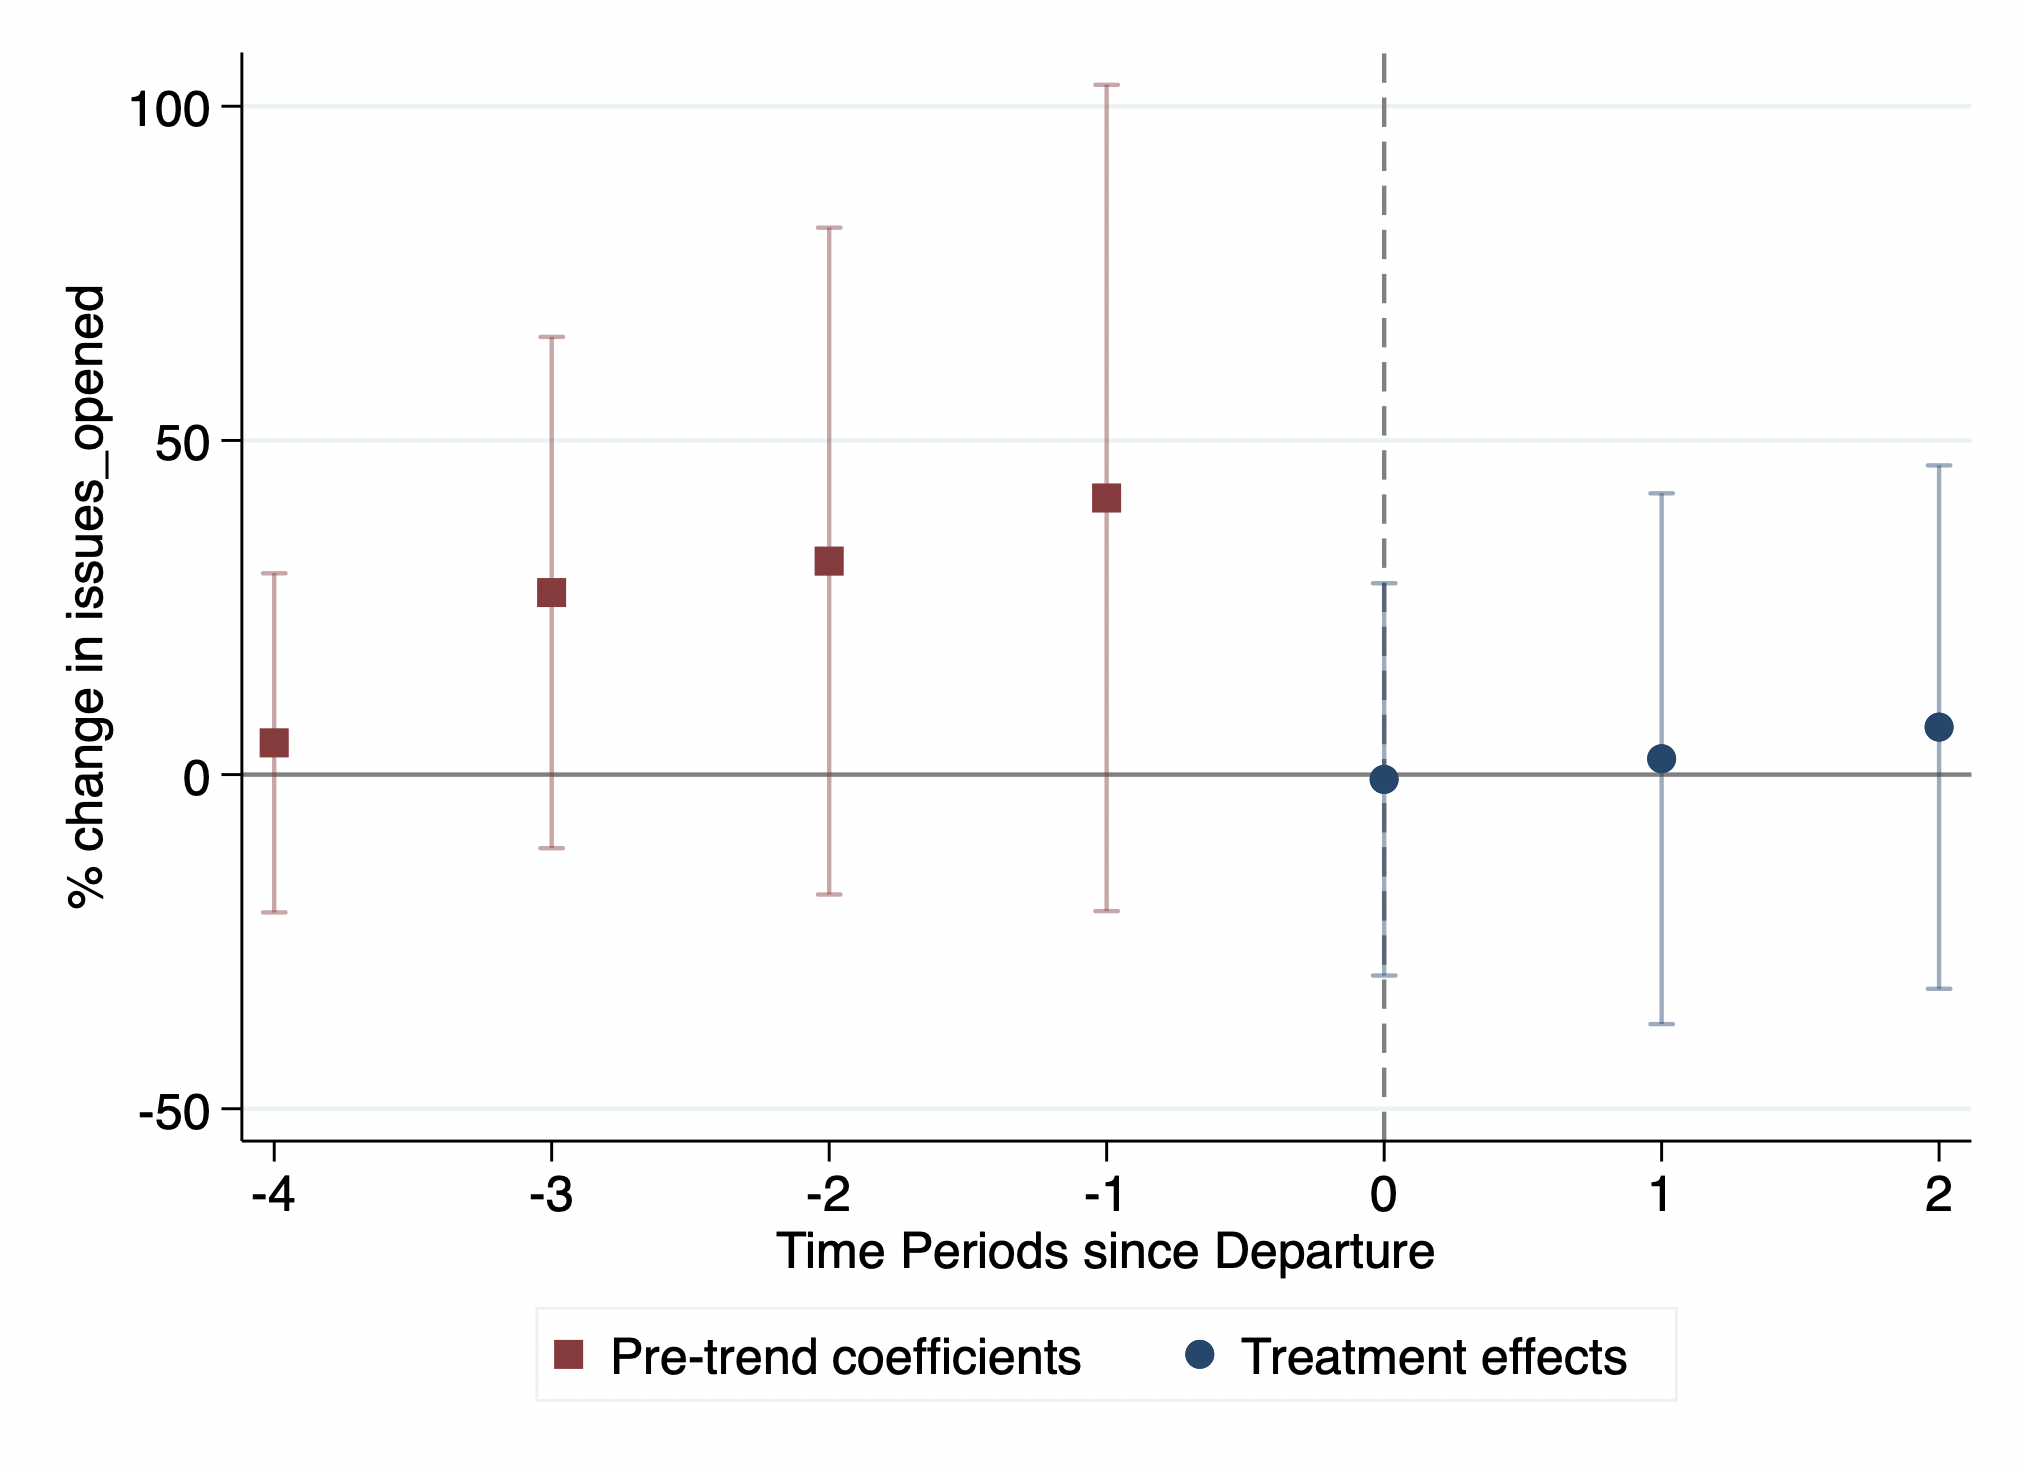 % change in issues_opened
100
50
0
-50
-4 -3 -2 -1 0 1 2
Time Periods since Departure
Pre-trend coefficients Treatment effects